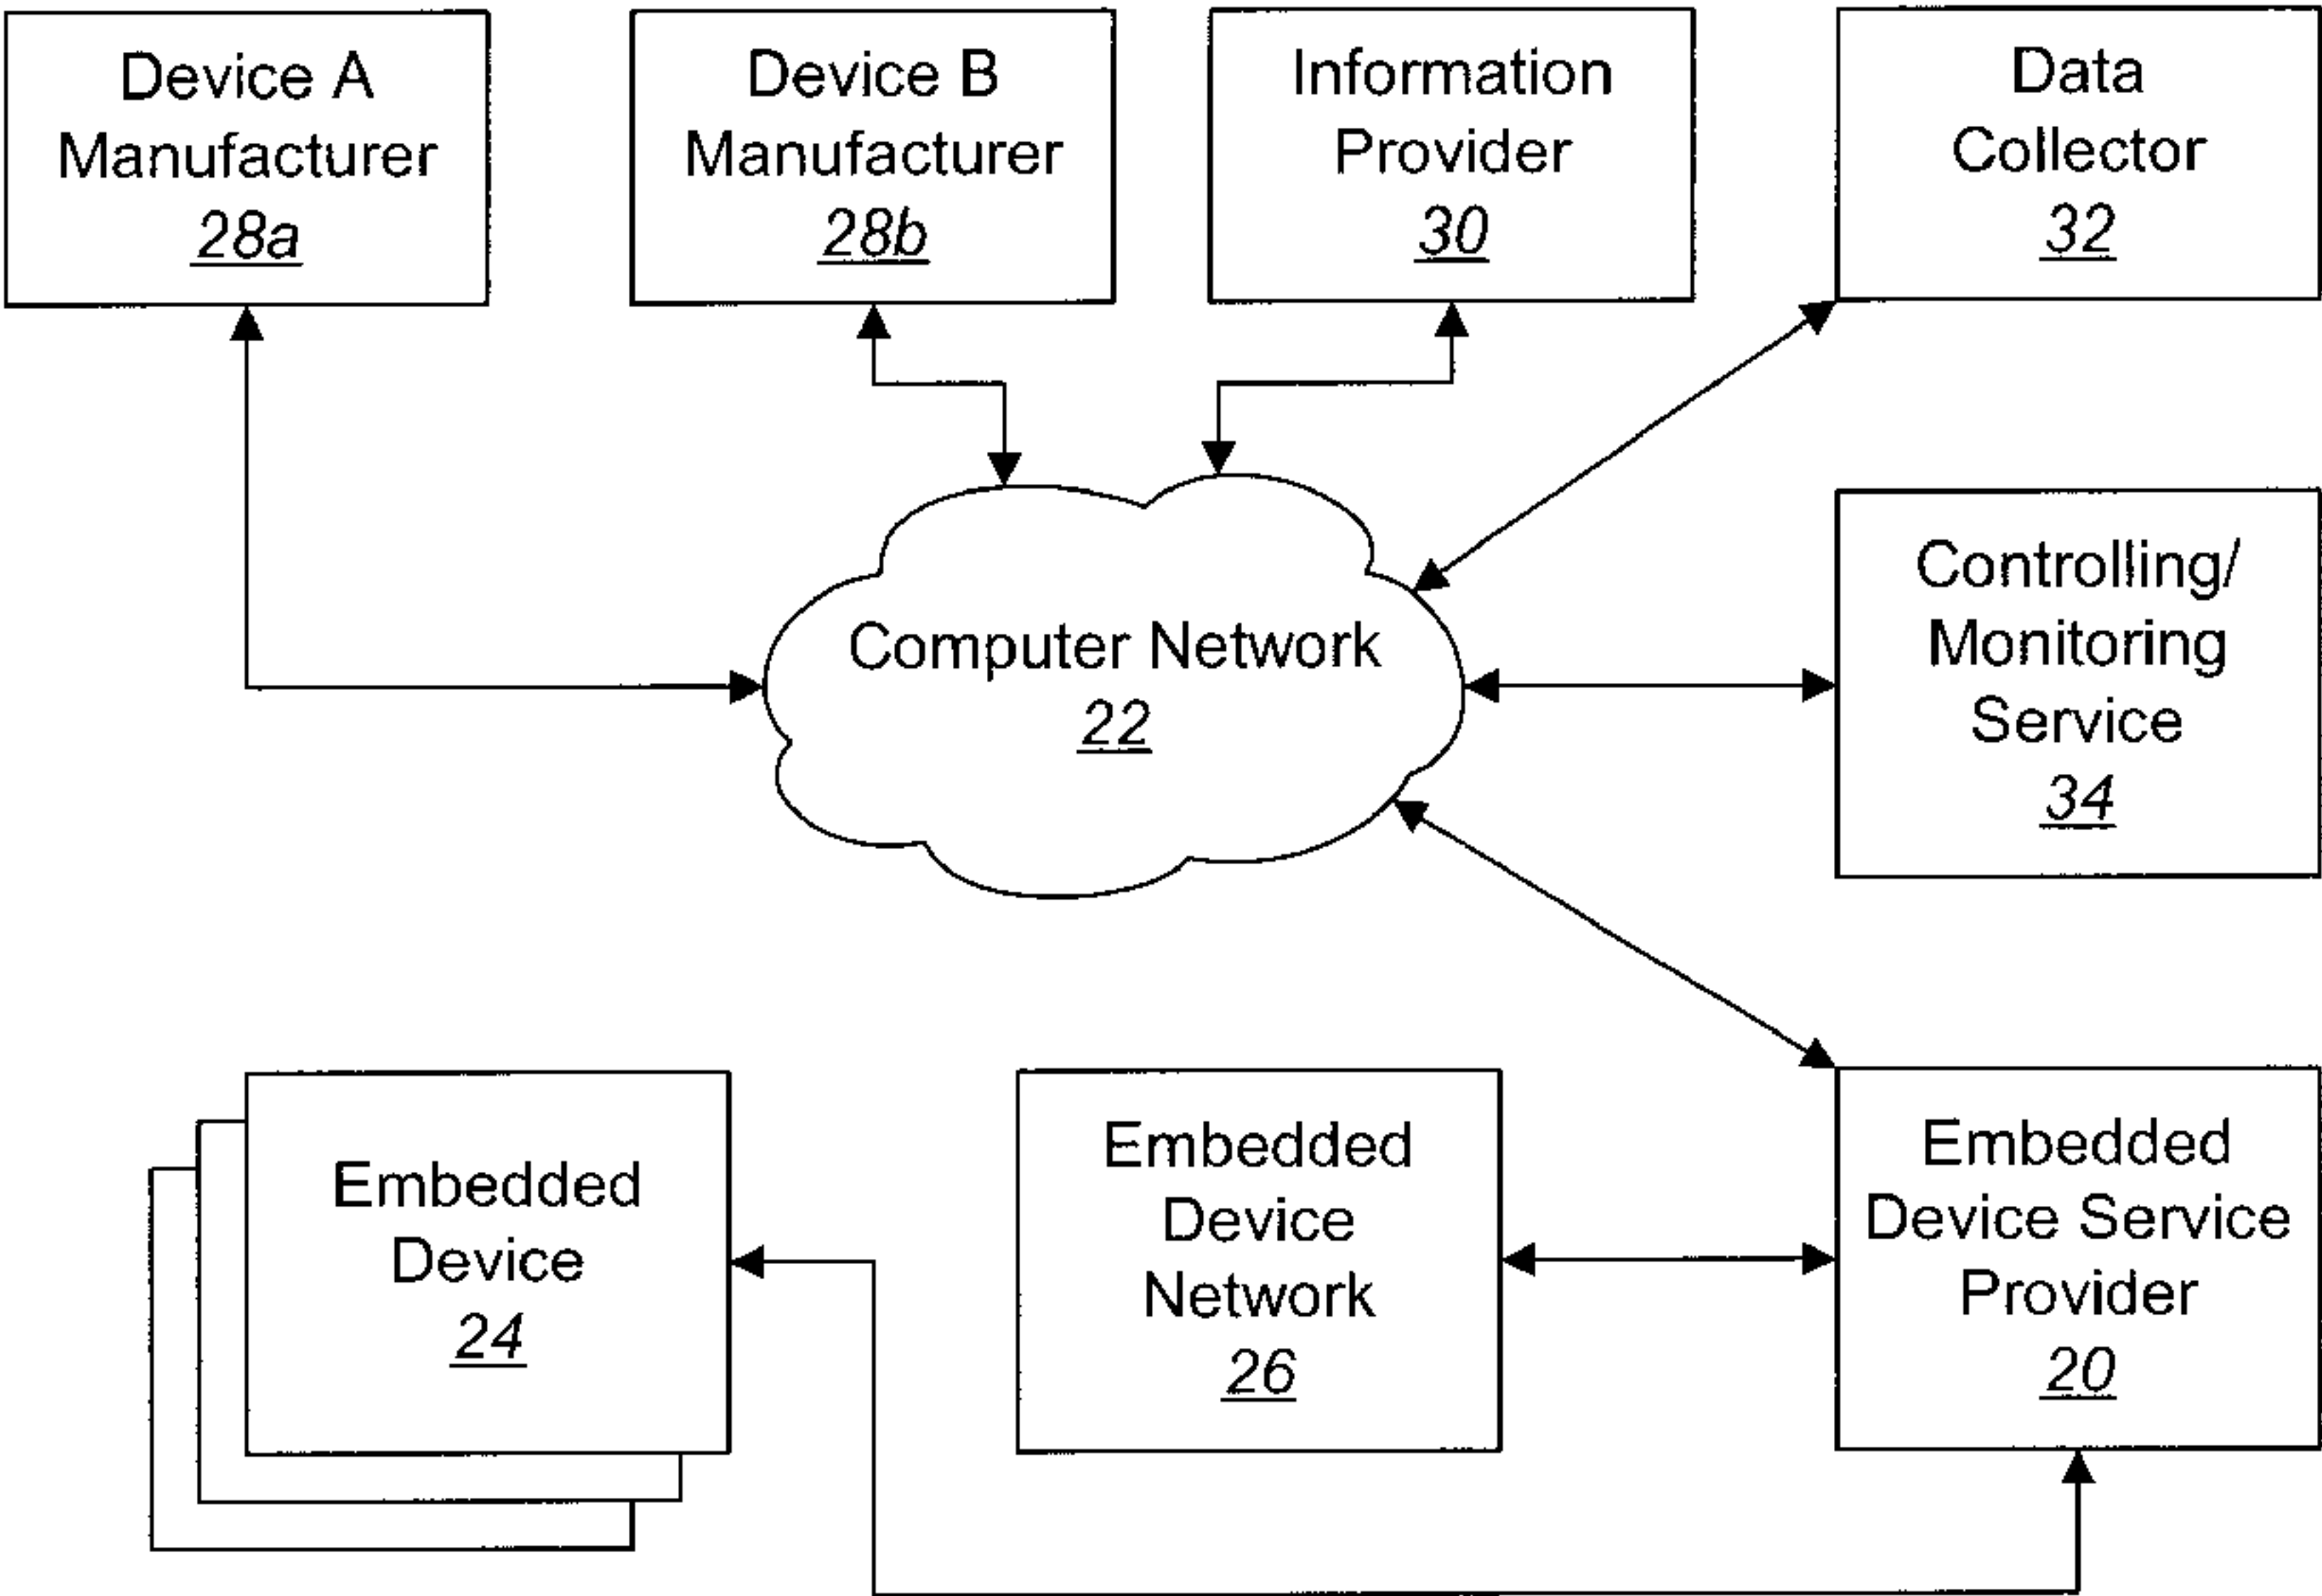 Device A
Manufacturer
28a
Device B
Manufacturer
28b
Information
Provider
30
Data
Collector
32
Computer Network
22
Controlling/
Monitoring
Service
34
Embedded
Device
24
Embedded
Device
Network
26
Embedded
Device Service
Provider
20